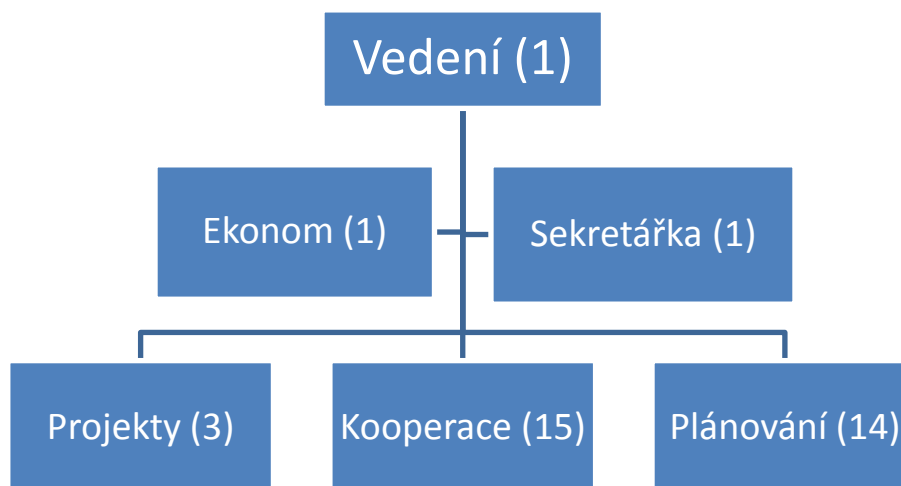 Vedení (1)
Ekonom (1)
Sekretářka (1)
Projekty (3)
Kooperace (15)
Plánování (14)